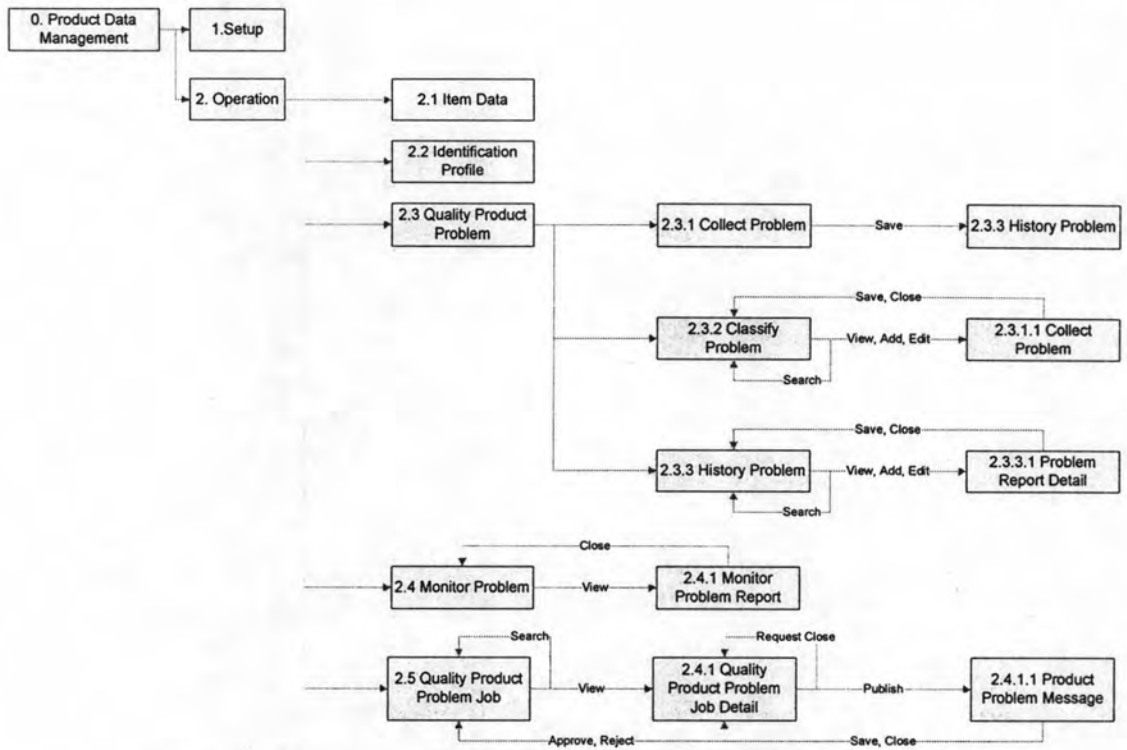 0. Product Data
Management
1.Setup
2. Operation
2.1 Item Data
2.2 Identification
Profile
2.3 Quality Product
Problem
2.3.1 Collect Problem
Save
2.3.3 History Problem
Save, Close
2.3.2 Classify
Problem
View, Add, Edit
2.3.1.1 Collect
Problem
Search
Save, Close
2.3.3 History Problem
View, Add, Edit
2.3.3.1 Problem
Report Detail
Search
Close
2.4 Monitor Problem
View
2.4.1 Monitor
Problem Report
Search
Request Close
2.5 Quality Product
Problem Job
View
2.4.1 Quality
Product Problem
Job Detail
Publish
2.4.1.1 Product
Problem Message
Approve, Reject
Save, Close